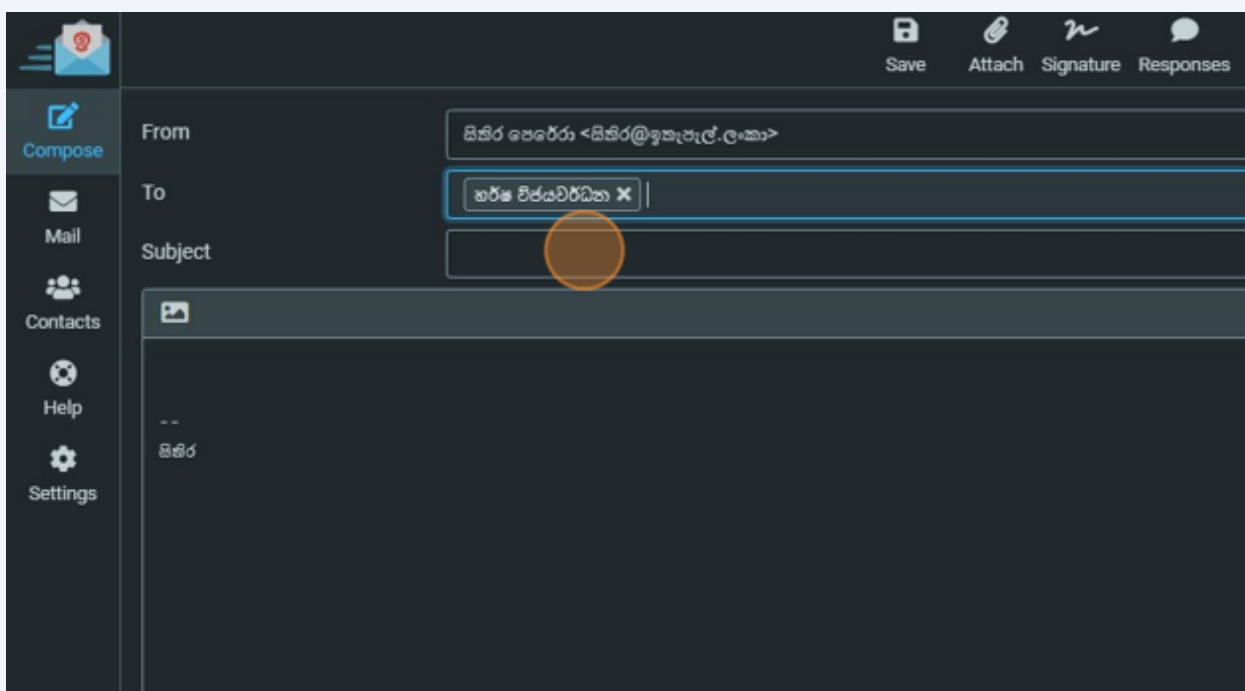 Save Attach Signature Responses
Compose
Mail
Contacts
Help
Settings
From
සිතිර පෙරේරා <සිතිර@ඉතැපැල්.ලංකා>
To
හර්ෂ විජයවර්ධන
Subject
--
සිතිර